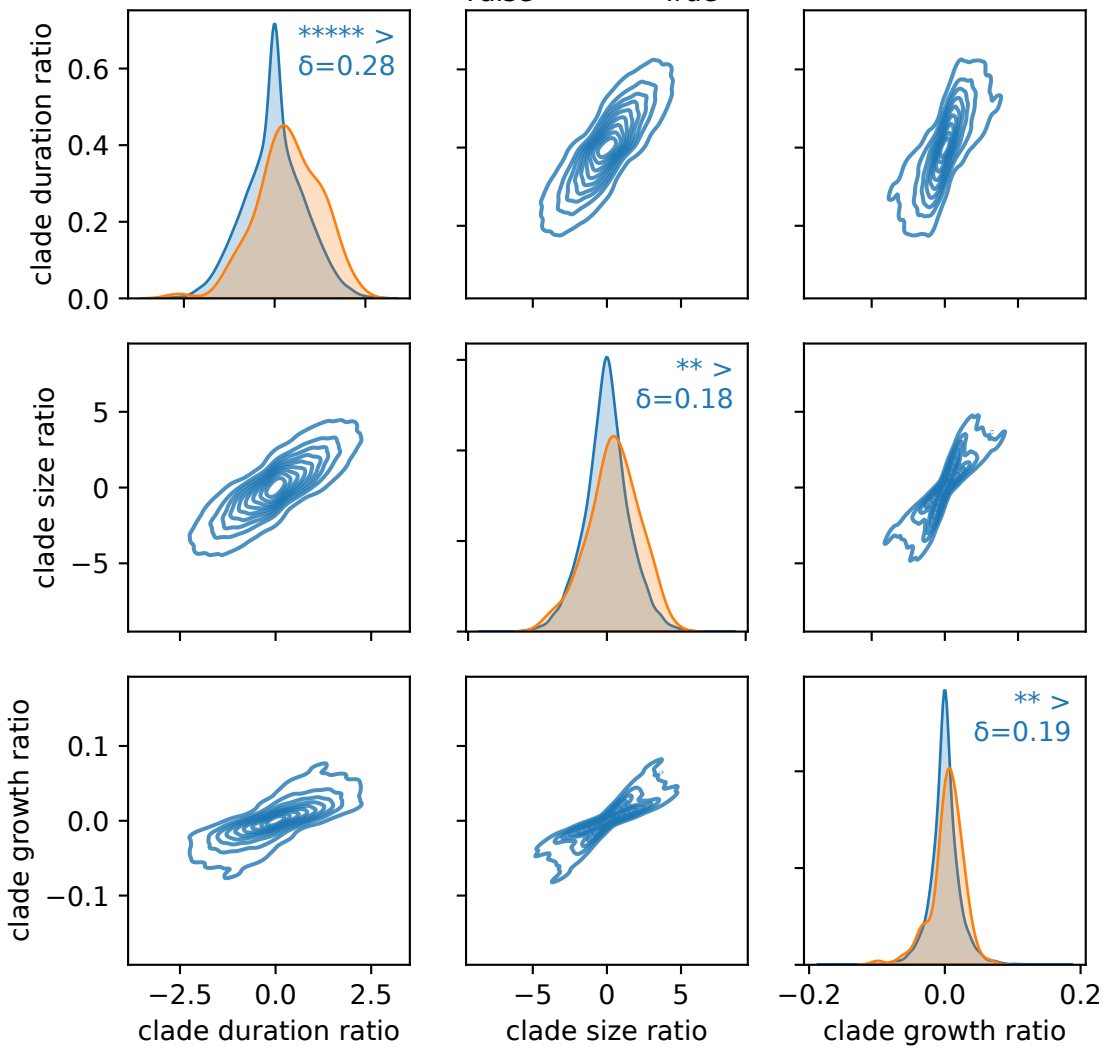 clade duration ratio
0.6
0.4
0.2
0.0
***** >
δ=0.28
clade size ratio
5
0
−5
** >
δ=0.18
clade growth ratio
0.1
0.0
−0.1
** >
δ=0.19
−2.5 0.0 2.5
−5 0 5
−0.2 0.0 0.2
clade duration ratio
clade size ratio
clade growth ratio